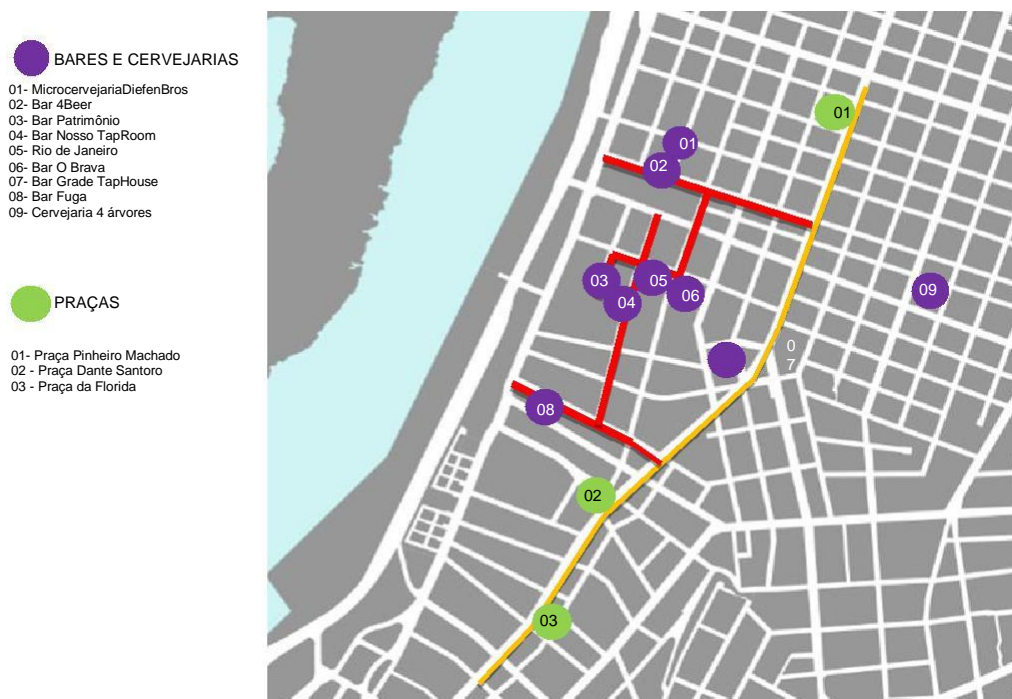 BARES E CERVEJARIAS
01- MicrocervejariaDiefenBros
02- Bar 4Beer
03- Bar Patrimônio
04- Bar Nosso TapRoom
05- Rio de Janeiro
06- Bar O Brava
07- Bar Grade TapHouse
08- Bar Fuga
09- Cervejaria 4 árvores
PRAÇAS
01- Praça Pinheiro Machado
02 - Praça Dante Santoro
03 - Praça da Florida
01
01
02
03
05
04
06
09
0
7
08
02
03